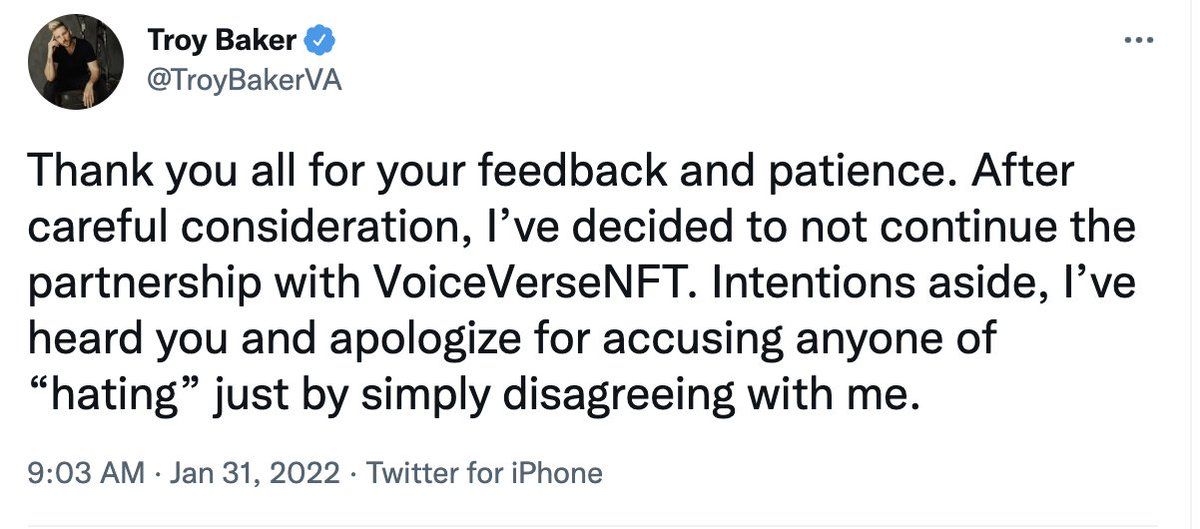 Troy Baker
@TroyBakerVA
Thank you all for your feedback and patience. After
careful consideration, I’ve decided to not continue the
partnership with VoiceVerseNFT. Intentions aside, I’ve
heard you and apologize for accusing anyone of
“hating” just by simply disagreeing with me.
9:03 AM · Jan 31, 2022 · Twitter for iPhone